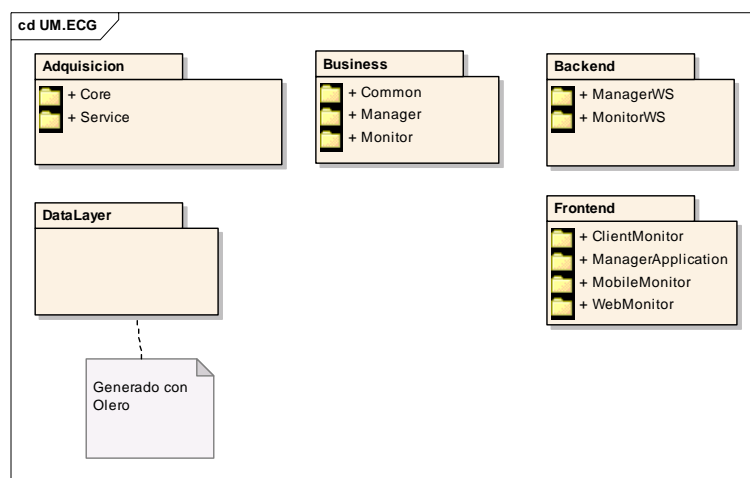 cd UM.ECG
Adquisicion
+ Core
+ Service
Business
+ Common
+ Manager
+ Monitor
Backend
+ ManagerWS
+ MonitorWS
DataLayer
Frontend
+ ClientMonitor
+ ManagerApplication
+ MobileMonitor
+ WebMonitor
Generado con
Olero